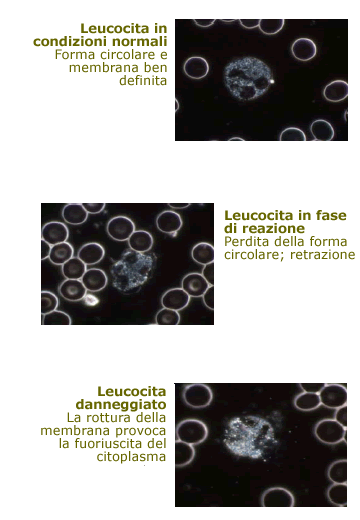 Leucocita in
condizioni normali
Forma circolare e
membrana ben
definita
Leucocita in fase
di reazione
Perdita della forma
circolare; retrazione
Leucocita
danneggiato
La rottura della
membrana provoca
la fuoriuscita del
citoplasma